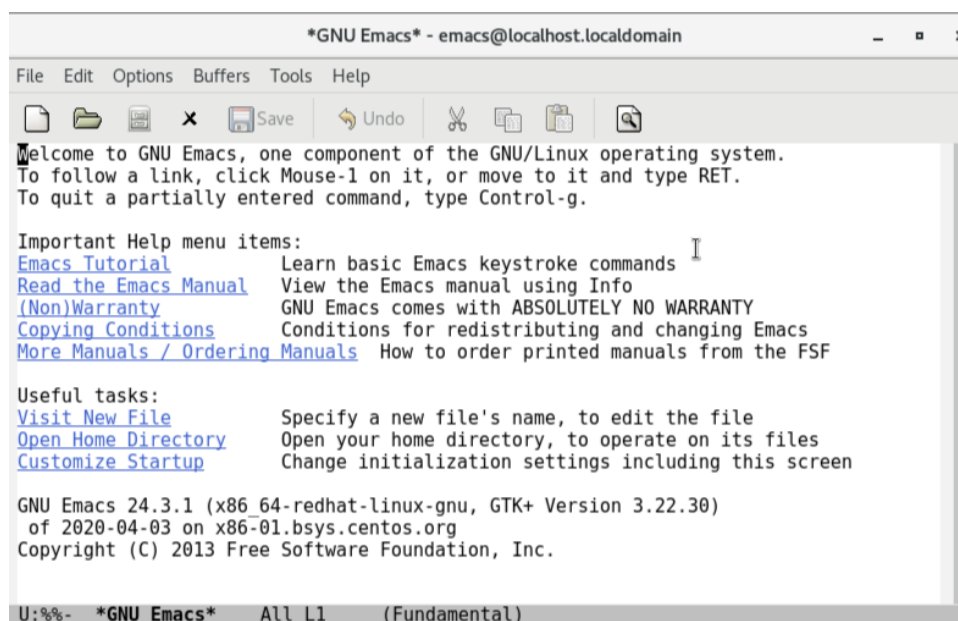 *GNU Emacs* - emacs@localhost.localdomain
File Edit Options Buffers Tools Help
Save Undo
Welcome to GNU Emacs, one component of the GNU/Linux operating system.
To follow a link, click Mouse-1 on it, or move to it and type RET.
To quit a partially entered command, type Control-g.
Important Help menu items:
Emacs Tutorial Learn basic Emacs keystroke commands
Read the Emacs Manual View the Emacs manual using Info
(Non)Warranty GNU Emacs comes with ABSOLUTELY NO WARRANTY
Copying Conditions Conditions for redistributing and changing Emacs
More Manuals / Ordering Manuals How to order printed manuals from the FSF
Useful tasks:
Visit New File Specify a new file's name, to edit the file
Open Home Directory Open your home directory, to operate on its files
Customize Startup Change initialization settings including this screen
GNU Emacs 24.3.1 (x86_64-redhat-linux-gnu, GTK+ Version 3.22.30)
of 2020-04-03 on x86-01.bsys.centos.org
Copyright (C) 2013 Free Software Foundation, Inc.
U:%%- *GNU Emacs* All L1 (Fundamental)